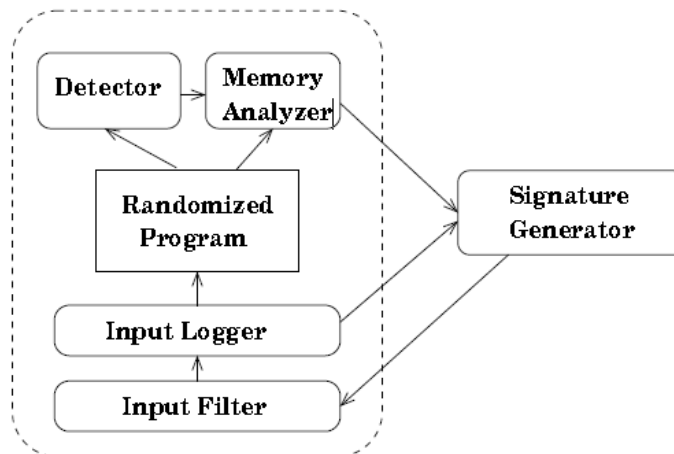 Detector
Memory
Analyzer
Randomized
Program
Signature
Generator
Input Logger
Input Filter